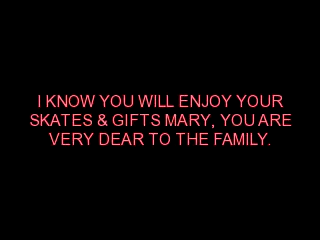 I KNOW YOU WILL ENJOY YOUR
SKATES & GIFTS MARY, YOU ARE
VERY DEAR TO THE FAMILY.